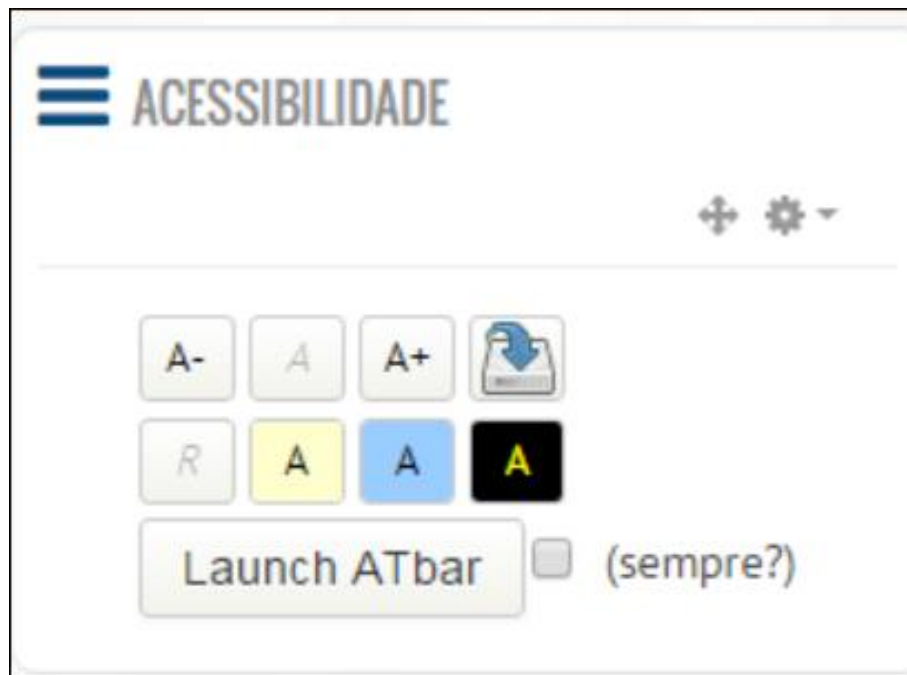 ACESSIBILIDADE
A- A A+
R A A A
Launch ATbar (sempre?)